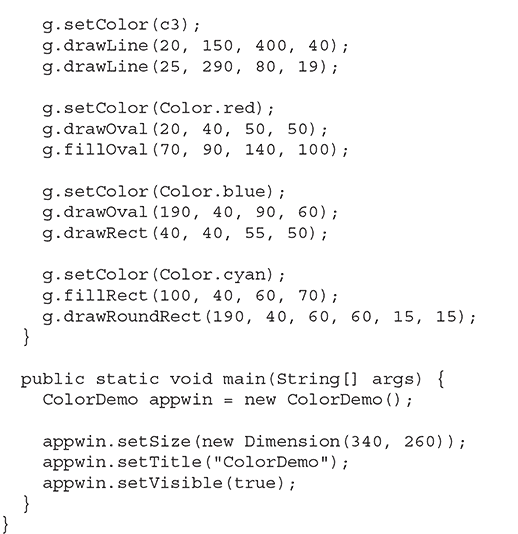 g.setColor(c3);
    g.drawLine(20, 150, 400, 40);
    g.drawLine(25, 290, 80, 19);

    g.setColor(Color.red);
    g.drawOval(20, 40, 50, 50);
    g.fillOval(70, 90, 140, 100);

    g.setColor(Color.blue);
    g.drawOval(190, 40, 90, 60);
    g.drawRect(40, 40, 55, 50);

    g.setColor(Color.cyan);
    g.fillRect(100, 40, 60, 70);
    g.drawRoundRect(190, 40, 60, 60, 15, 15);
  }

  public static void main(String[] args) {
    ColorDemo appwin = new ColorDemo();

    appwin.setSize(new Dimension(340, 260));
    appwin.setTitle("ColorDemo");
    appwin.setVisible(true);
  }
}